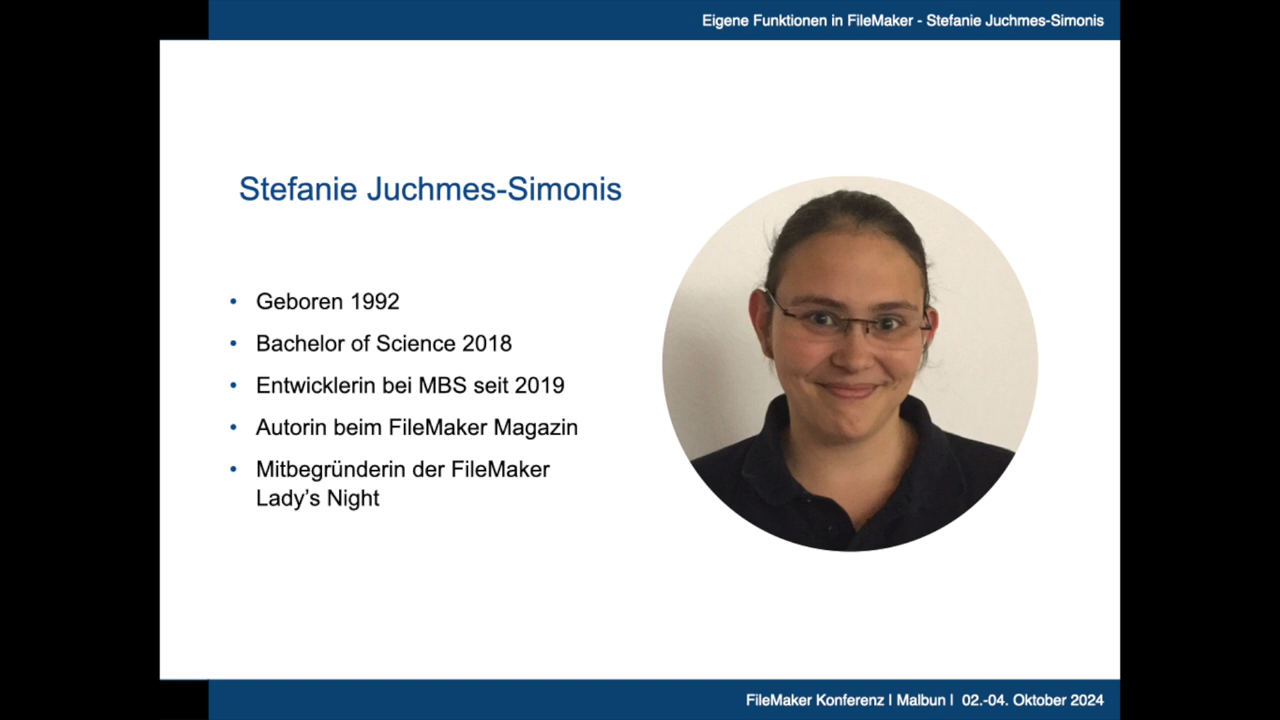 Eigene Funktionen in FileMaker - Stefanie Juchmes-Simonis
Stefanie Juchmes-Simonis
• Geboren 1992
• Bachelor of Science 2018
• Entwicklerin bei MBS seit 2019
• Autorin beim FileMaker Magazin
• Mitbegründerin der FileMaker
Lady’s Night
FileMaker Konferenz | Malbun | 02.-04. Oktober 2024